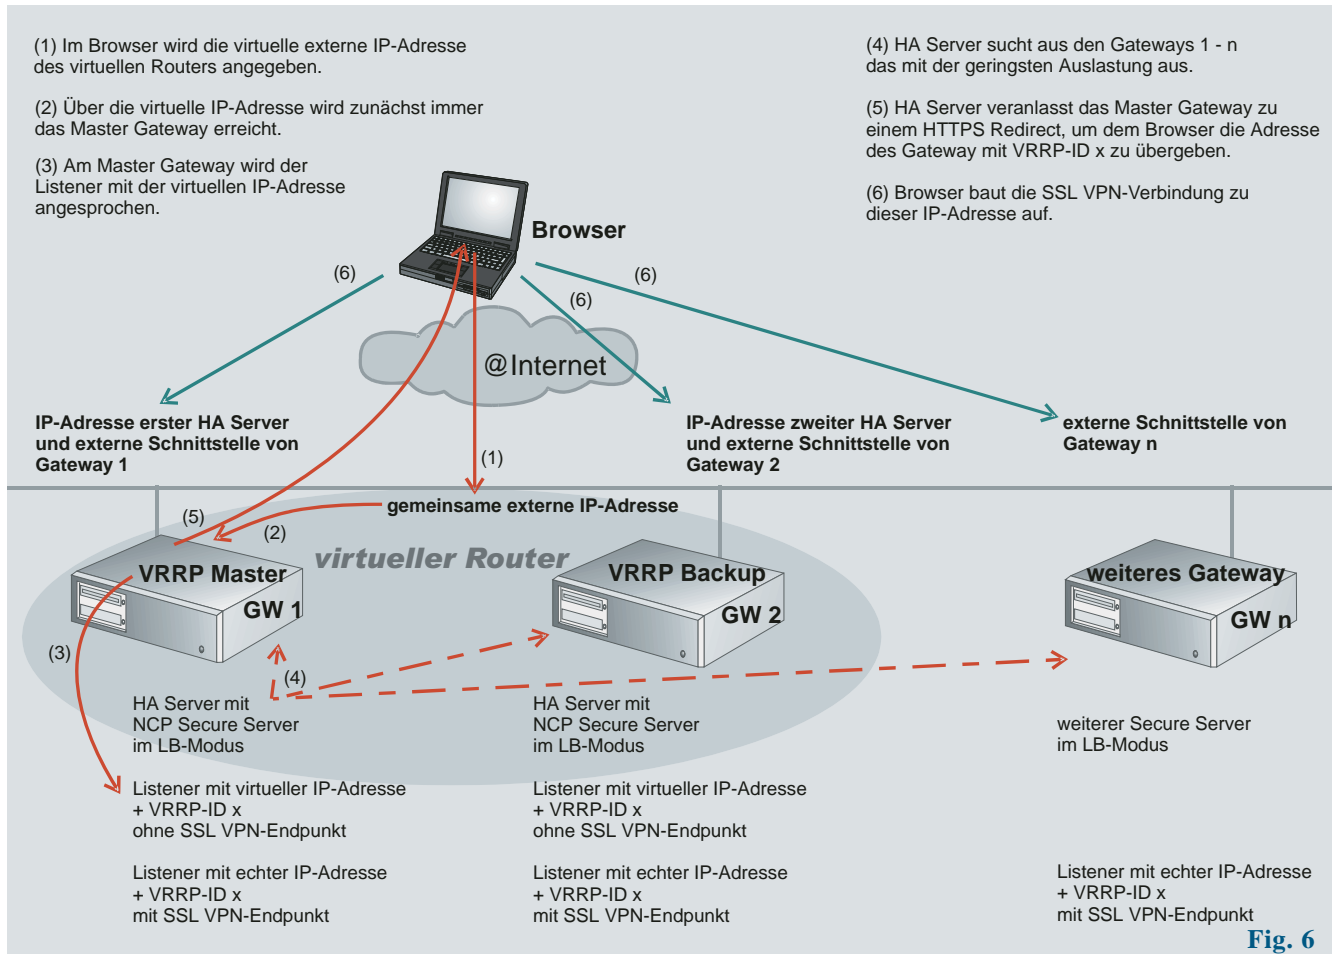 (1) Im Browser wird die virtuelle externe IP-Adresse
des virtuellen Routers angegeben.
(2) Über die virtuelle IP-Adresse wird zunächst immer
das Master Gateway erreicht.
(3) Am Master Gateway wird der
Listener mit der virtuellen IP-Adresse
angesprochen.
(4) HA Server sucht aus den Gateways 1 - n
das mit der geringsten Auslastung aus.
(5) HA Server veranlasst das Master Gateway zu
einem HTTPS Redirect, um dem Browser die Adresse
des Gateway mit VRRP-ID x zu übergeben.
(6) Browser baut die SSL VPN-Verbindung zu
dieser IP-Adresse auf.
Browser
(6)
(6)
(6)
@Internet
IP-Adresse erster HA Server
und externe Schnittstelle von
Gateway 1
IP-Adresse zweiter HA Server
und externe Schnittstelle von
Gateway 2
externe Schnittstelle von
Gateway n
(1)
gemeinsame externe IP-Adresse
(5)
(2)
virtueller Router
VRRP Master
GW 1
VRRP Backup
GW 2
weiteres Gateway
GW n
(3)
(4)
HA Server mit
NCP Secure Server
im LB-Modus
HA Server mit
NCP Secure Server
im LB-Modus
weiterer Secure Server
im LB-Modus
Listener mit virtueller IP-Adresse
+ VRRP-ID x
ohne SSL VPN-Endpunkt
Listener mit virtueller IP-Adresse
+ VRRP-ID x
ohne SSL VPN-Endpunkt
Listener mit echter IP-Adresse
+ VRRP-ID x
mit SSL VPN-Endpunkt
Listener mit echter IP-Adresse
+ VRRP-ID x
mit SSL VPN-Endpunkt
Listener mit echter IP-Adresse
+ VRRP-ID x
mit SSL VPN-Endpunkt
Fig. 6